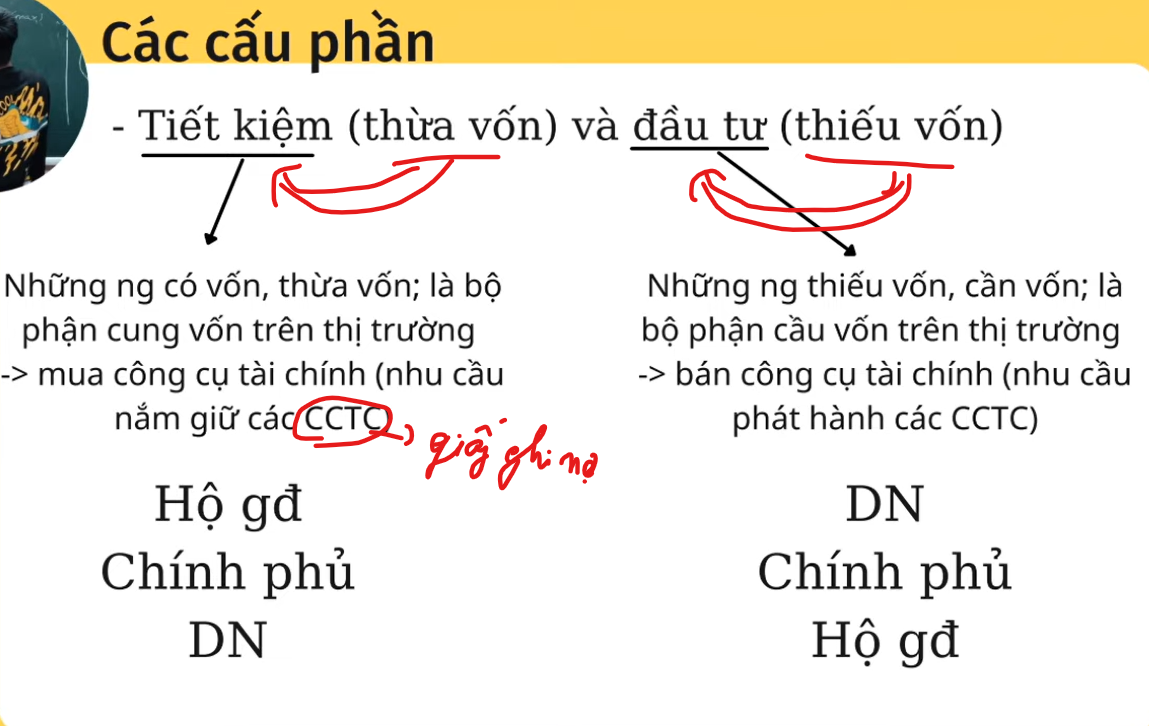 Các cấu phần
- Tiết kiệm (thừa vốn) và đầu tư (thiếu vốn)
Những ng có vốn, thừa vốn; là bộ
phận cung vốn trên thị trường
-> mua công cụ tài chính (nhu cầu
nắm giữ các CCTC)
giấy ghi nợ
Hộ gđ
Chính phủ
DN
Những ng thiếu vốn, cần vốn; là
bộ phận cầu vốn trên thị trường
-> bán công cụ tài chính (nhu cầu
phát hành các CCTC)
DN
Chính phủ
Hộ gđ